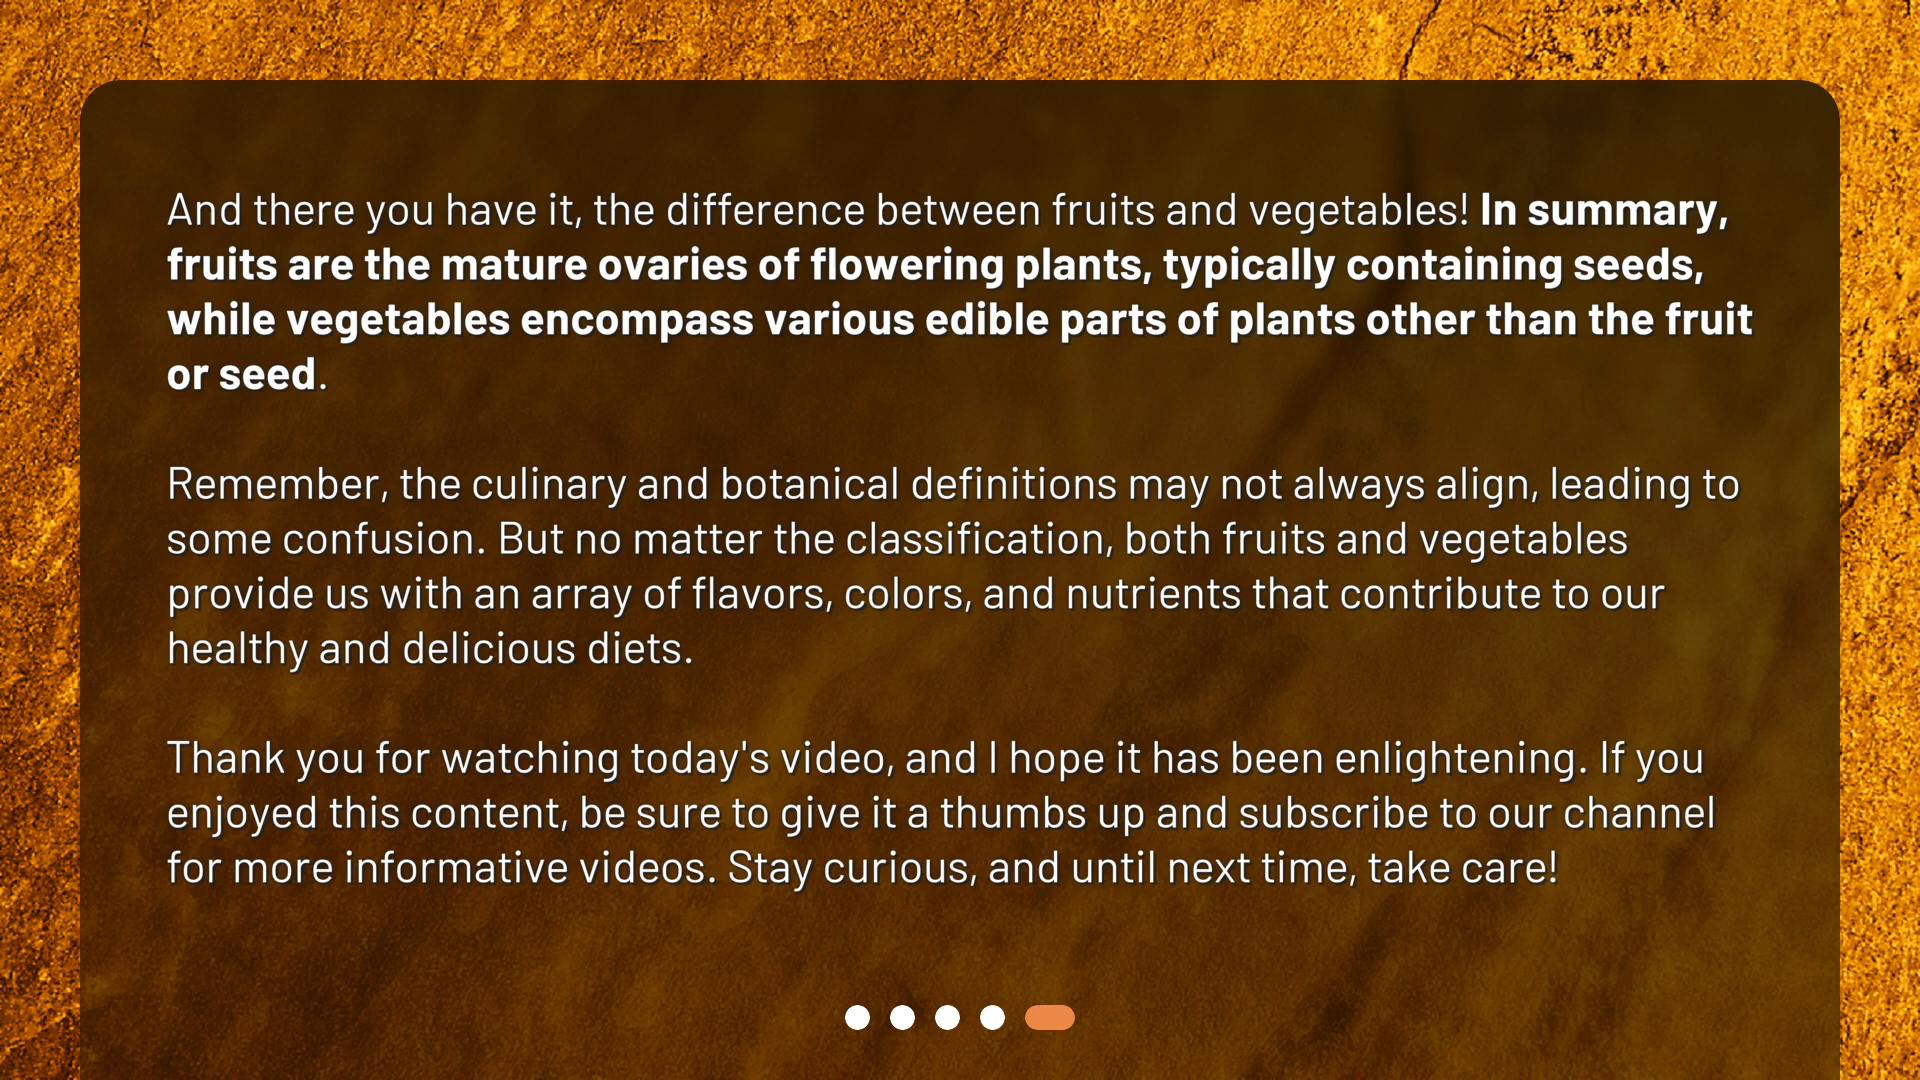 And there you have it, the difference between fruits and vegetables! In summary,
fruits are the mature ovaries of flowering plants, typically containing seeds,
while vegetables encompass various edible parts of plants other than the fruit
or seed.
Remember, the culinary and botanical definitions may not always align, leading to
some confusion. But no matter the classification, both fruits and vegetables
provide us with an array of flavors, colors, and nutrients that contribute to our
healthy and delicious diets.
Thank you for watching today's video, and I hope it has been enlightening. If you
enjoyed this content, be sure to give it a thumbs up and subscribe to our channel
for more informative videos. Stay curious, and until next time, take care!